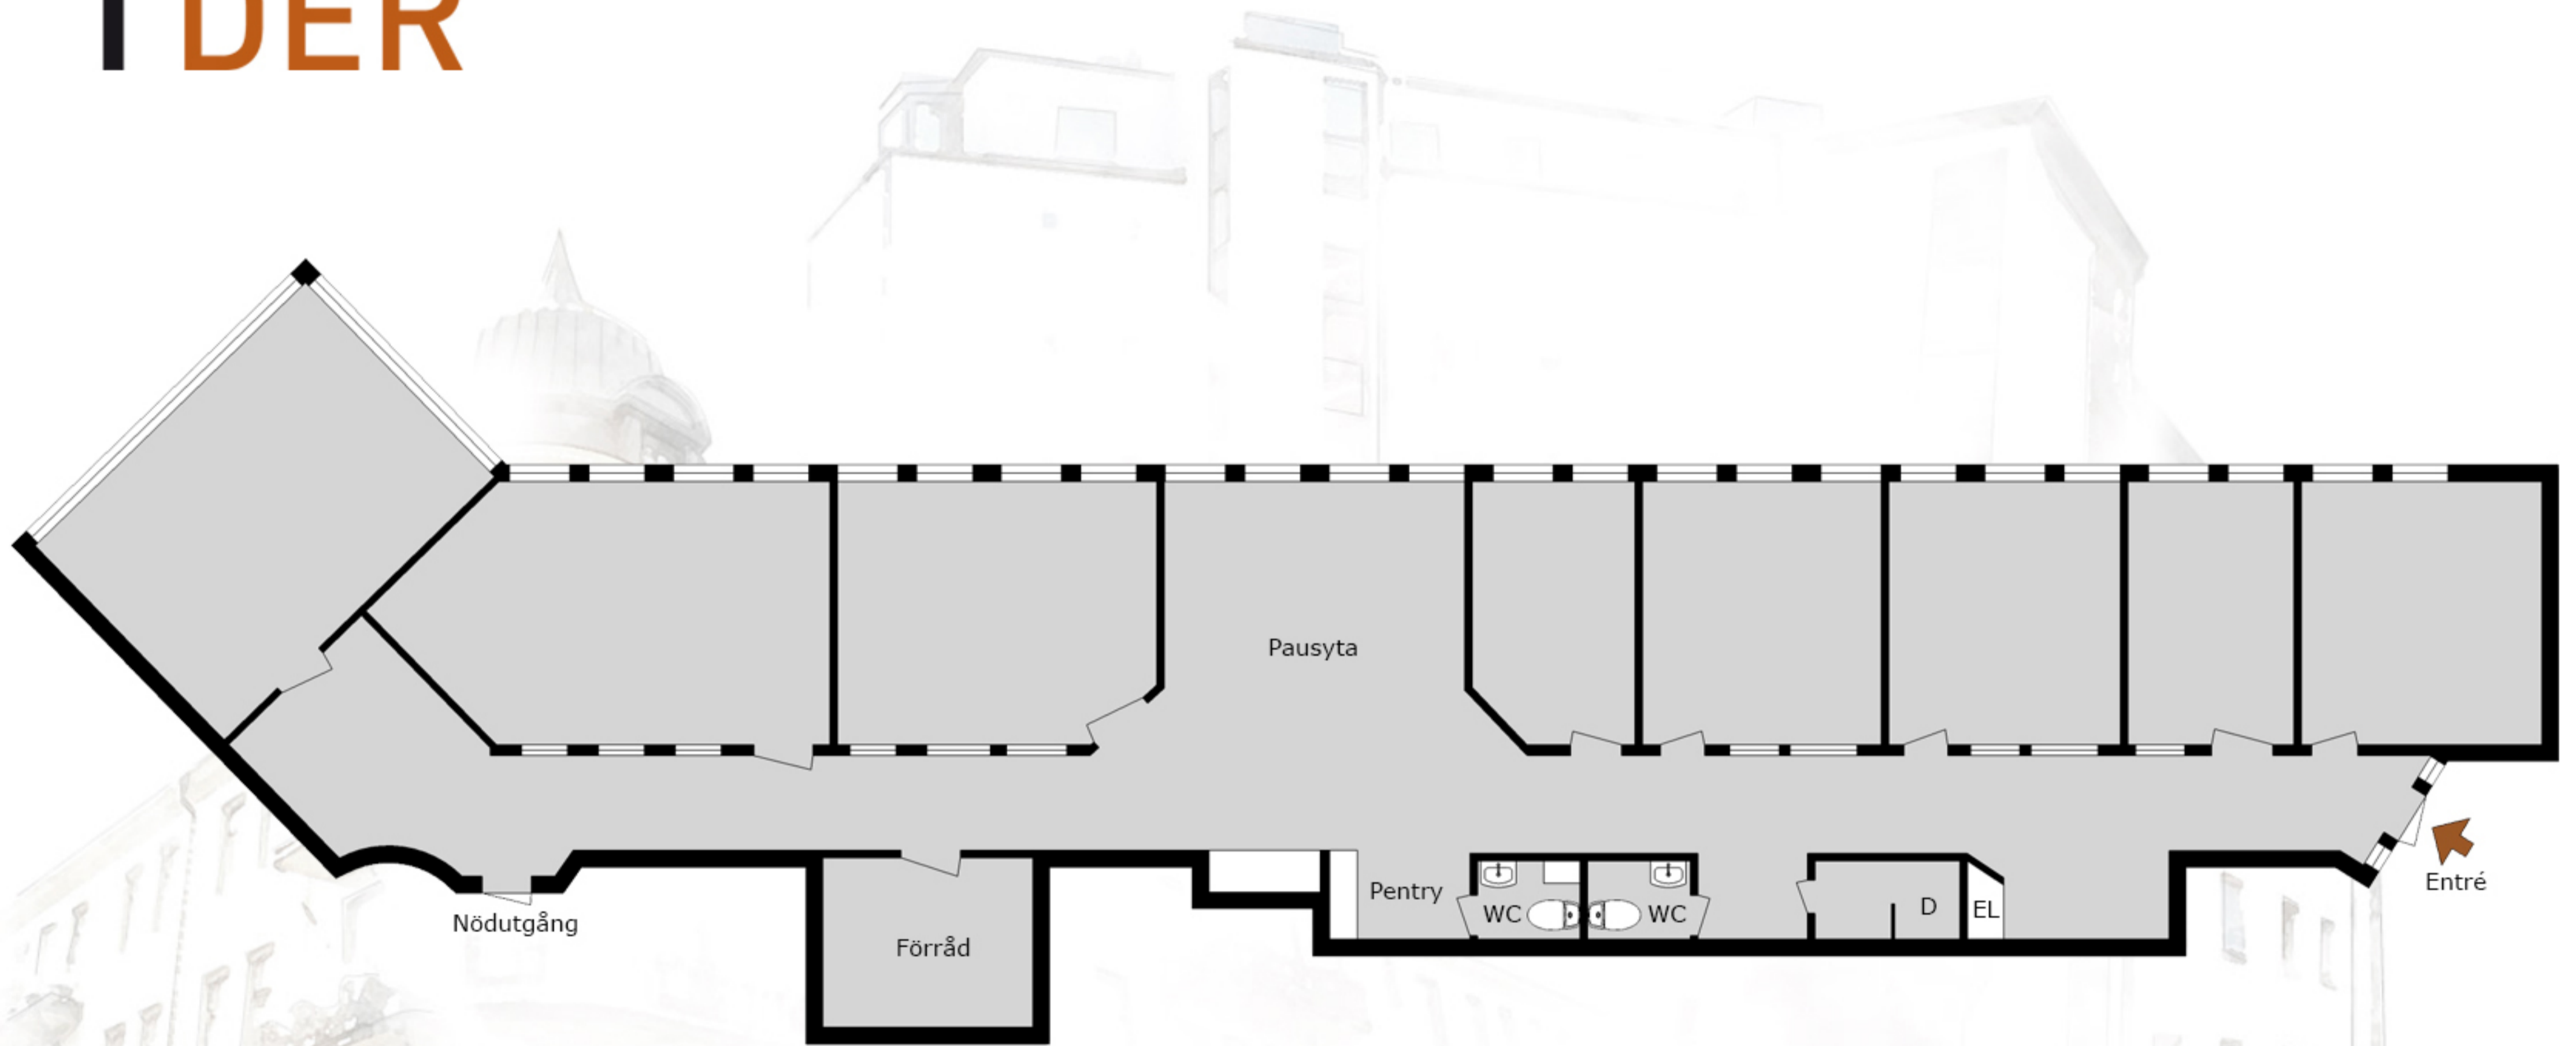 DER
Pausyta
Pentry
WC
WC
D
EL
Entré
Nödutgång
Förråd